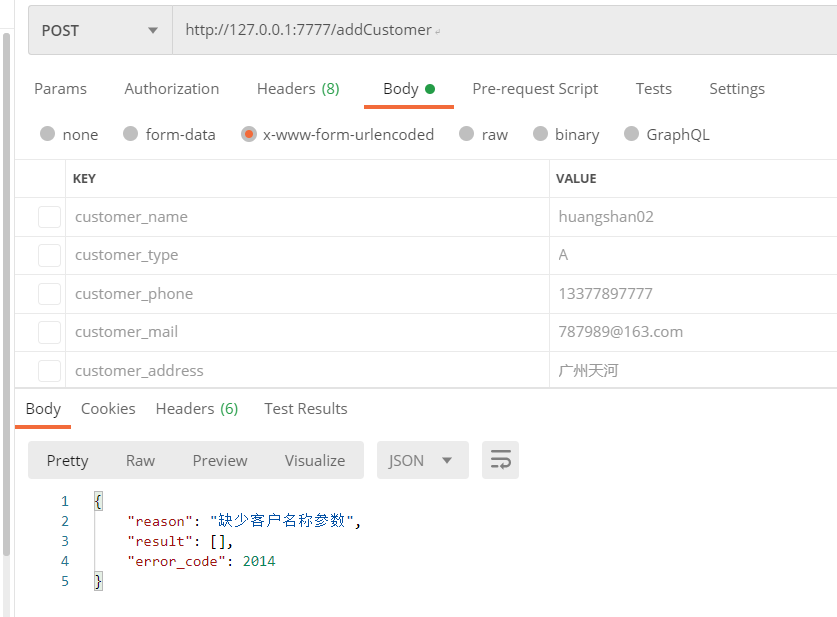 POST http://127.0.0.1:7777/addCustomer
Params Authorization Headers (8) Body Pre-request Script Tests Settings
none form-data x-www-form-urlencoded raw binary GraphQL
KEY VALUE
customer_name huangshan02
customer_type A
customer_phone 13377897777
customer_mail 787989@163.com
customer_address 广州天河
Body Cookies Headers (6) Test Results
Pretty Raw Preview Visualize JSON
1 {
2 "reason": "缺少客户名称参数",
3 "result": [],
4 "error_code": 2014
5 }